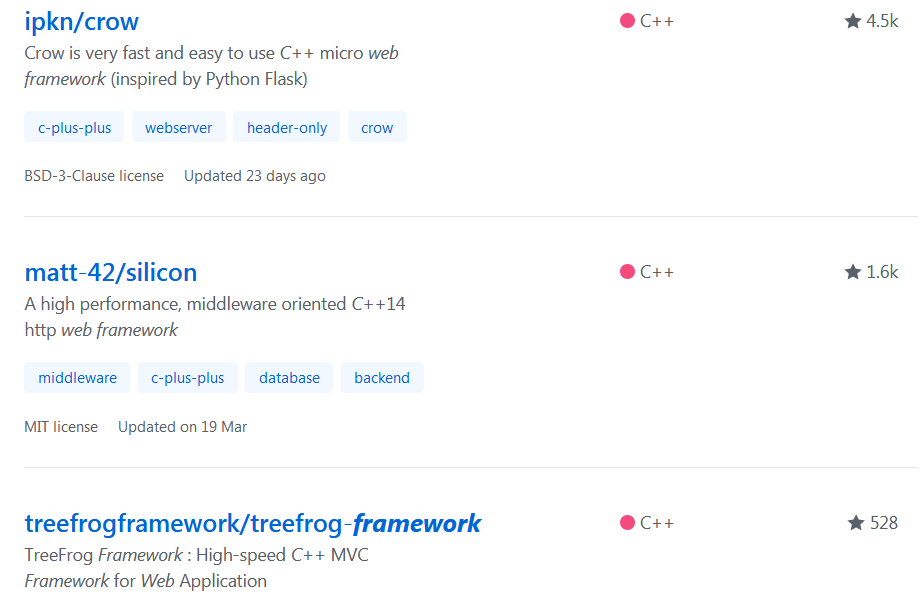 ipkn/crow C++ 4.5k
Crow is very fast and easy to use C++ micro web
framework (inspired by Python Flask)
c-plus-plus webserver header-only crow
BSD-3-Clause license Updated 23 days ago
matt-42/silicon C++ 1.6k
A high performance, middleware oriented C++14
http web framework
middleware c-plus-plus database backend
MIT license Updated on 19 Mar
treefrogframework/treefrog-framework C++ 528
TreeFrog Framework : High-speed C++ MVC
Framework for Web Application